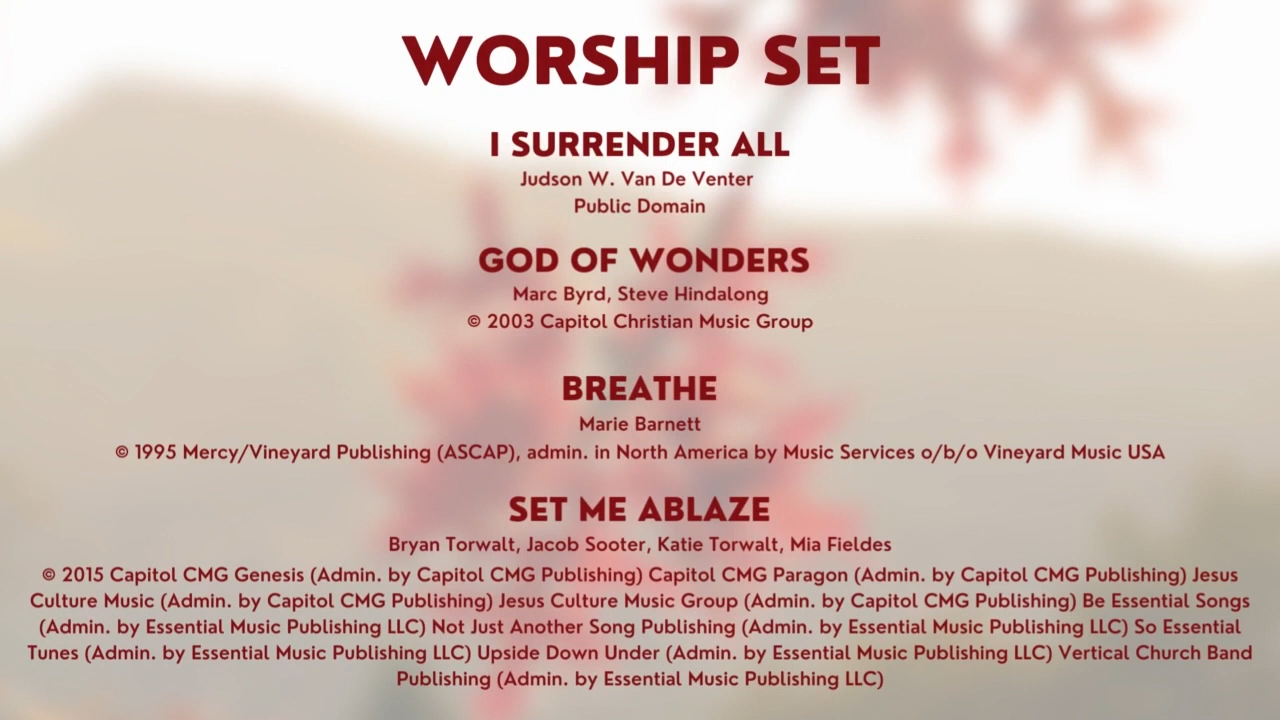 WORSHIP SET
I SURRENDER ALL
Judson W. Van De Venter
Public Domain
GOD OF WONDERS
Marc Byrd, Steve Hindalong
© 2003 Capitol Christian Music Group
BREATHE
Marie Barnett
© 1995 Mercy/Vineyard Publishing (ASCAP), admin. in North America by Music Services o/b/o Vineyard Music USA
SET ME ABLAZE
Bryan Torwalt, Jacob Sooter, Katie Torwalt, Mia Fieldes
© 2015 Capitol CMG Genesis (Admin. by Capitol CMG Publishing) Capitol CMG Paragon (Admin. by Capitol CMG Publishing) Jesus
Culture Music (Admin. by Capitol CMG Publishing) Jesus Culture Music Group (Admin. by Capitol CMG Publishing) Be Essential Songs
(Admin. by Essential Music Publishing LLC) Not Just Another Song Publishing (Admin. by Essential Music Publishing LLC) So Essential
Tunes (Admin. by Essential Music Publishing LLC) Upside Down Under (Admin. by Essential Music Publishing LLC) Vertical Church Band
Publishing (Admin. by Essential Music Publishing LLC)